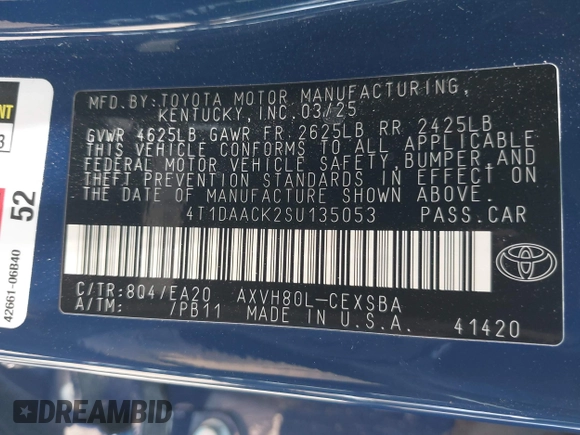 MFD.BY:TOYOTA MOTOR MANUFACTURING,
KENTUCKY, INC.03/25
GVWR 4625LB GAWR FR 2625LB RR 2425LB
THIS VEHICLE CONFORMS TO ALL APPLICABLE
FEDERAL MOTOR VEHICLE SAFETY,BUMPER,AND
THEFT PREVENTION STANDARDS IN EFFECT ON
THE DATE OF MANUFACTURE SHOWN ABOVE.
4T1DAACK2SU135053 PASS.CAR
C/TR:804/EA20 AXVH80L-CEXSBA
A/TM: /PB11 MADE IN U.S.A. 41420
52
42661-06B40
DREAMBID